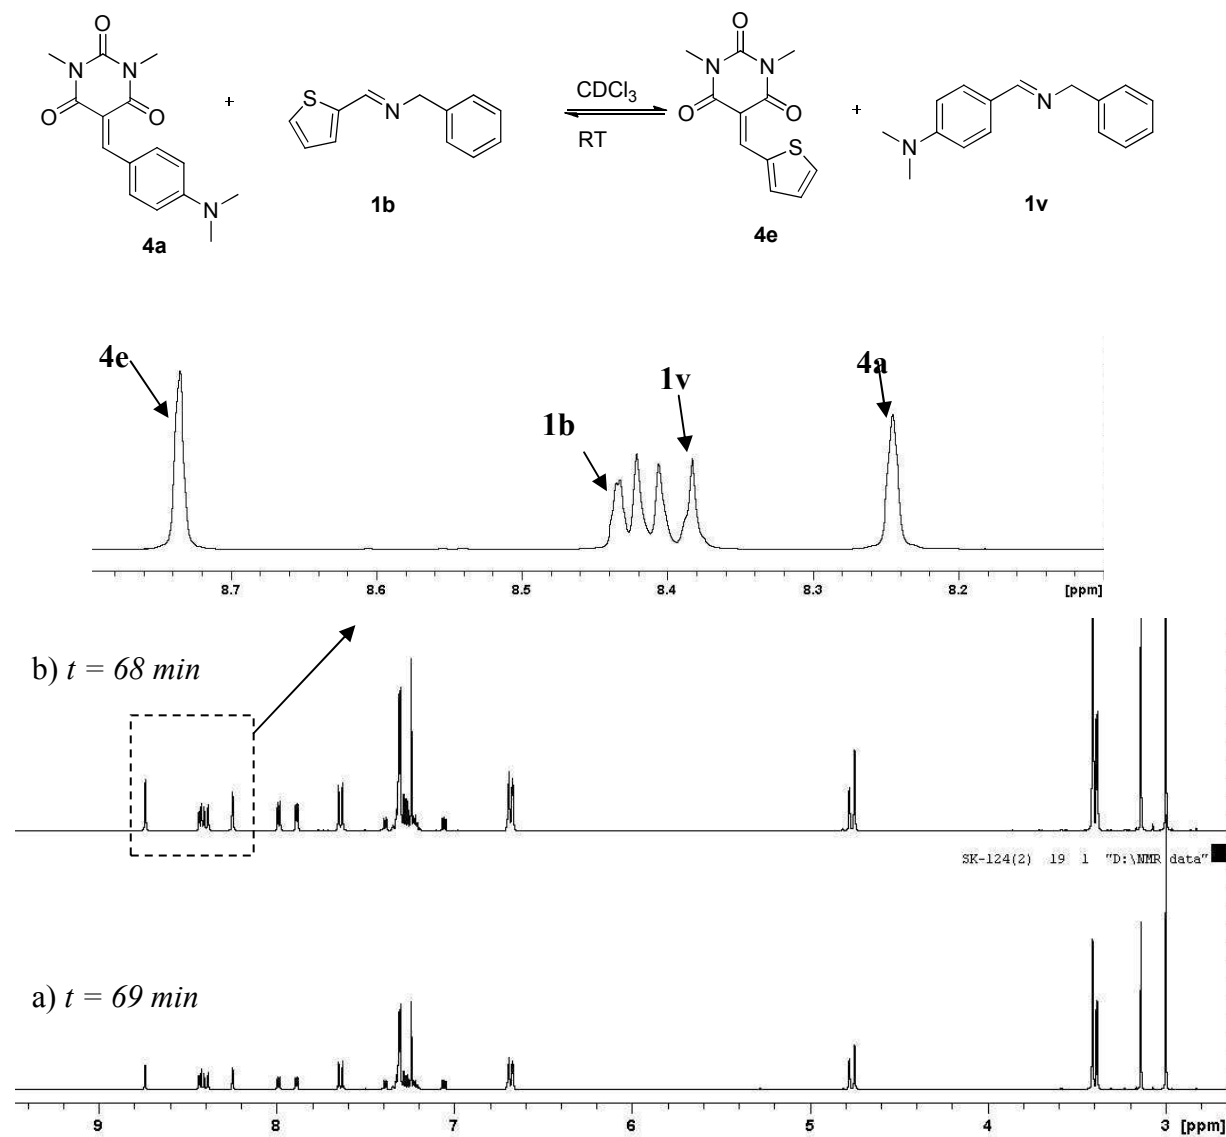 O
O
N
N
N
N
O
O
O
O
S
N
CDCl3
RT
S
N
N
N
+
+
1b
4a
4e
1v
4e
1b
1v
4a
8.7 8.6 8.5 8.4 8.3 8.2 [ppm]
b) t = 68 min
SK-124(2) 19 1 "D:\NMR data"
a) t = 69 min
9 8 7 6 5 4 3 [ppm]